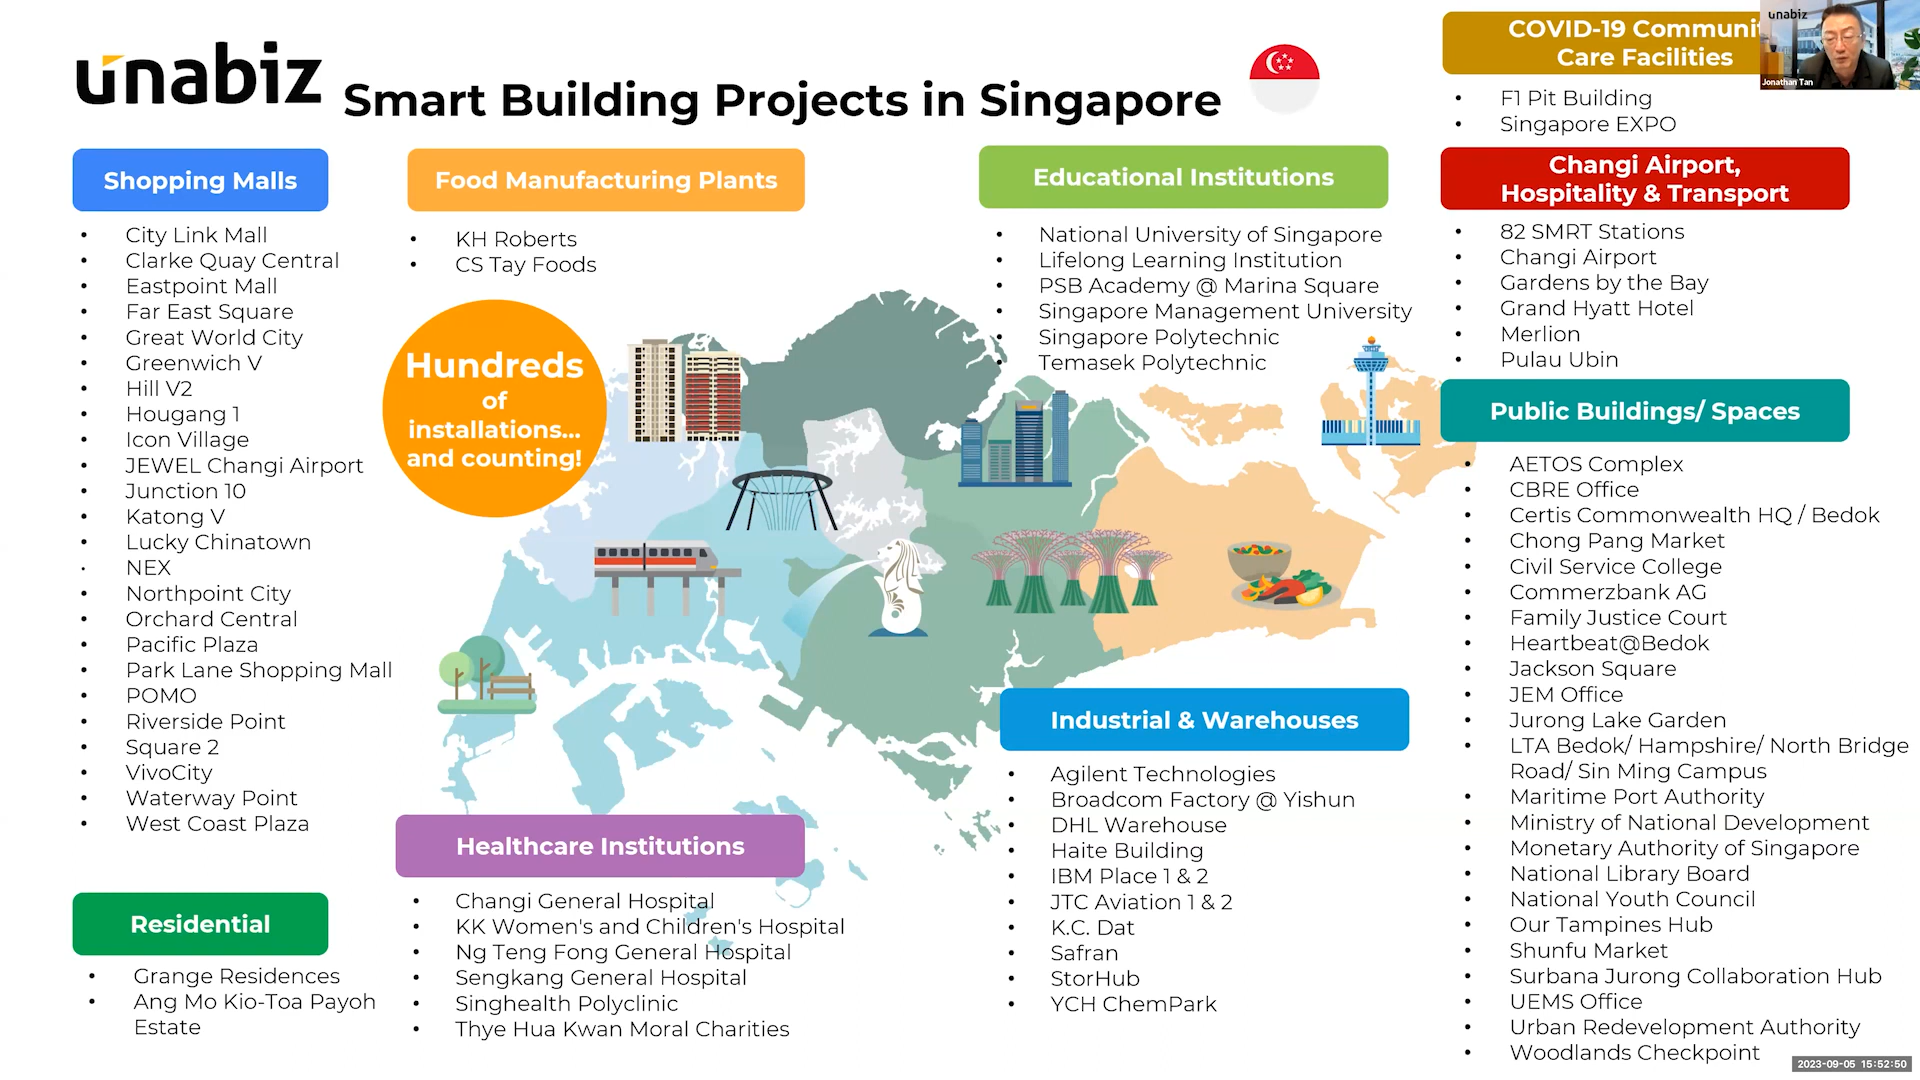 unabiz
Smart Building Projects in Singapore
Shopping Malls
City Link Mall
Clarke Quay Central
Eastpoint Mall
Far East Square
Great World City
Greenwich V
Hill V2
Hougang 1
Icon Village
JEWEL Changi Airport
Junction 10
Katong V
Lucky Chinatown
NEX
Northpoint City
Orchard Central
Pacific Plaza
Park Lane Shopping Mall
POMO
Riverside Point
Square 2
VivoCity
Waterway Point
West Coast Plaza
Residential
Grange Residences
Ang Mo Kio-Toa Payoh
Estate
Food Manufacturing Plants
KH Roberts
CS Tay Foods
Hundreds
of
installations...
and counting!
Healthcare Institutions
Changi General Hospital
KK Women's and Children's Hospital
Ng Teng Fong General Hospital
Sengkang General Hospital
Singhealth Polyclinic
Thye Hua Kwan Moral Charities
Educational Institutions
National University of Singapore
Lifelong Learning Institution
PSB Academy @ Marina Square
Singapore Management University
Singapore Polytechnic
Temasek Polytechnic
Industrial & Warehouses
Agilent Technologies
Broadcom Factory @ Yishun
DHL Warehouse
Haite Building
IBM Place 1 & 2
JTC Aviation 1 & 2
K.C. Dat
Safran
StorHub
YCH ChemPark
COVID-19 Communi
Care Facilities
F1 Pit Building
Singapore EXPO
Changi Airport,
Hospitality & Transport
82 SMRT Stations
Changi Airport
Gardens by the Bay
Grand Hyatt Hotel
Merlion
Pulau Ubin
Public Buildings/ Spaces
AETOS Complex
CBRE Office
Certis Commonwealth HQ / Bedok
Chong Pang Market
Civil Service College
Commerzbank AG
Family Justice Court
Heartbeat@Bedok
Jackson Square
JEM Office
Jurong Lake Garden
LTA Bedok/ Hampshire/ North Bridge
Road/ Sin Ming Campus
Maritime Port Authority
Ministry of National Development
Monetary Authority of Singapore
National Library Board
National Youth Council
Our Tampines Hub
Shunfu Market
Surbana Jurong Collaboration Hub
UEMS Office
Urban Redevelopment Authority
Woodlands Checkpoint
unabiz
Jonathan Tan
2023-09-05 15:52:50